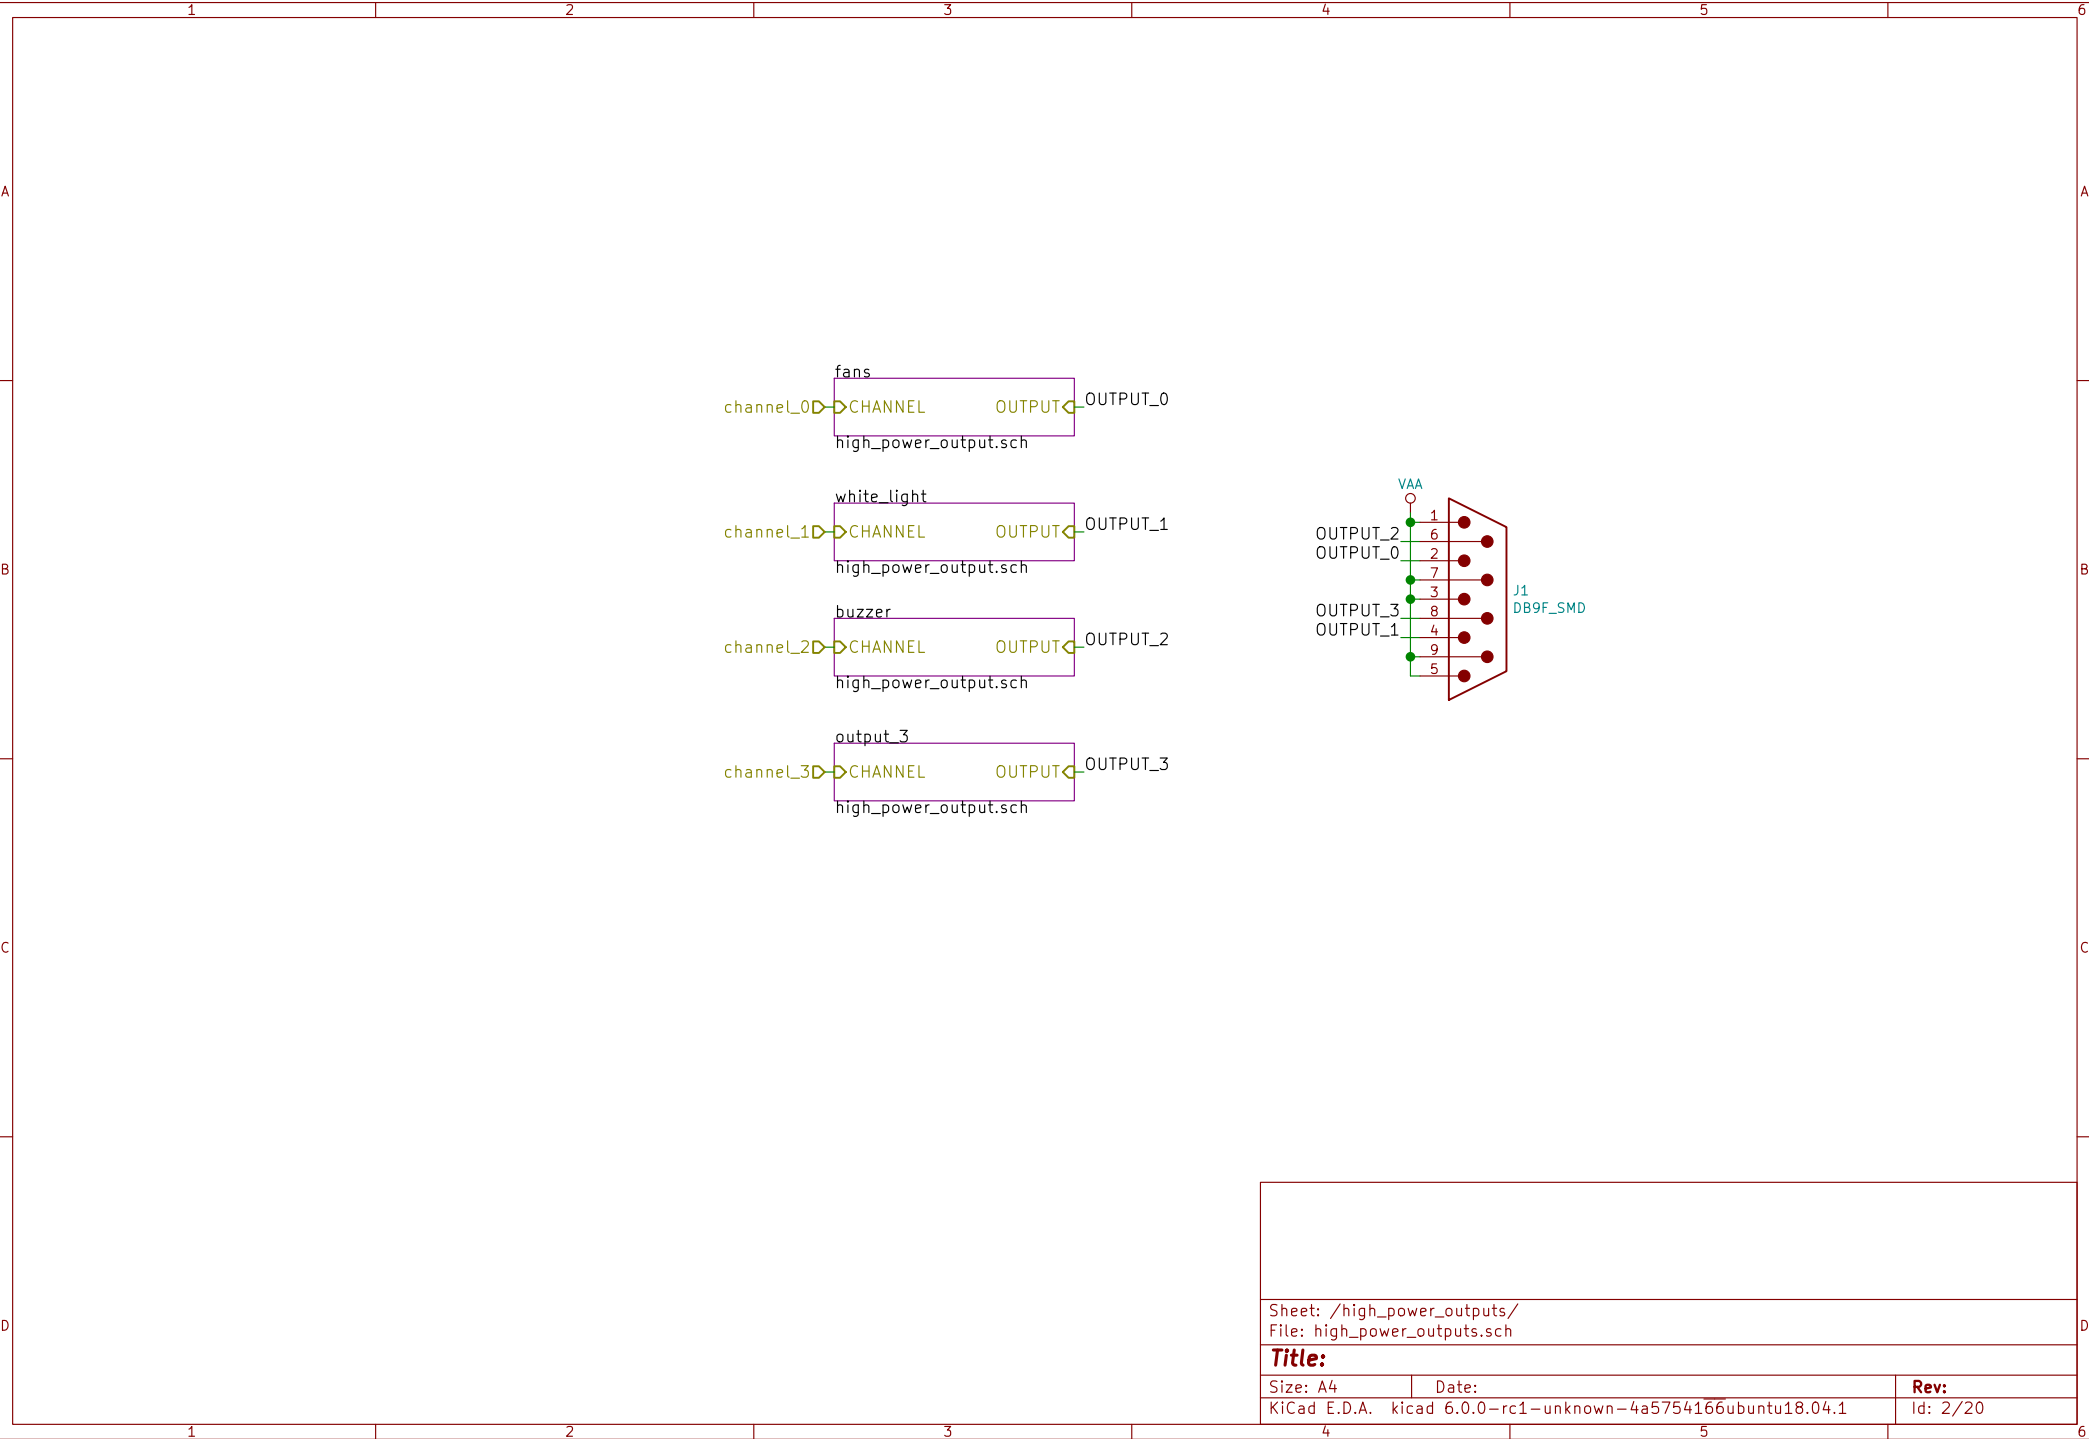 1 2 3 4 5 6
A A
fans
channel_0 CHANNEL OUTPUT OUTPUT_0
high_power_output.sch
white_light
channel_1 CHANNEL OUTPUT OUTPUT_1
high_power_output.sch
buzzer
channel_2 CHANNEL OUTPUT OUTPUT_2
high_power_output.sch
output_3
channel_3 CHANNEL OUTPUT OUTPUT_3
high_power_output.sch
VAA
1
OUTPUT_2 6
OUTPUT_0 2
7
3
OUTPUT_3 8
OUTPUT_1 4
9
5
J1
DB9F_SMD
B B
C C
D D
Sheet: /high_power_outputs/
File: high_power_outputs.sch
Title:
Size: A4 Date: Rev:
KiCad E.D.A. kicad 6.0.0-rc1-unknown-4a5754166ubuntu18.04.1 Id: 2/20
1 2 3 4 5 6